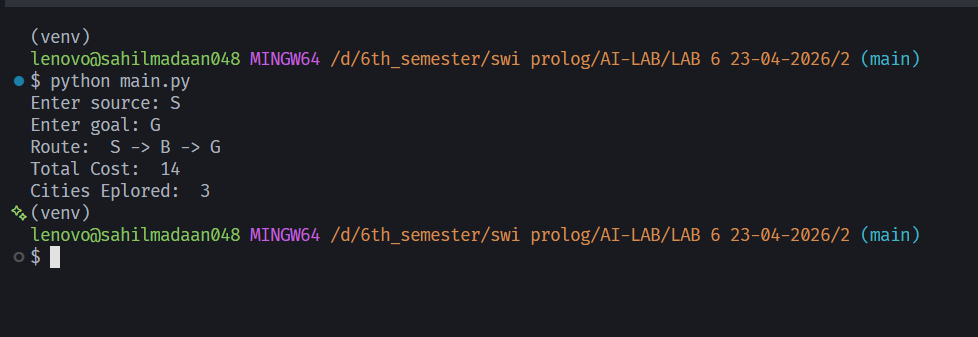 (venv)
lenovo@sahilmadaan048 MINGW64 /d/6th_semester/swi prolog/AI-LAB/LAB 6 23-04-2026/2 (main)
$ python main.py
Enter source: S
Enter goal: G
Route:  S -> B -> G
Total Cost:  14
Cities Eplored:  3
(venv)
lenovo@sahilmadaan048 MINGW64 /d/6th_semester/swi prolog/AI-LAB/LAB 6 23-04-2026/2 (main)
$